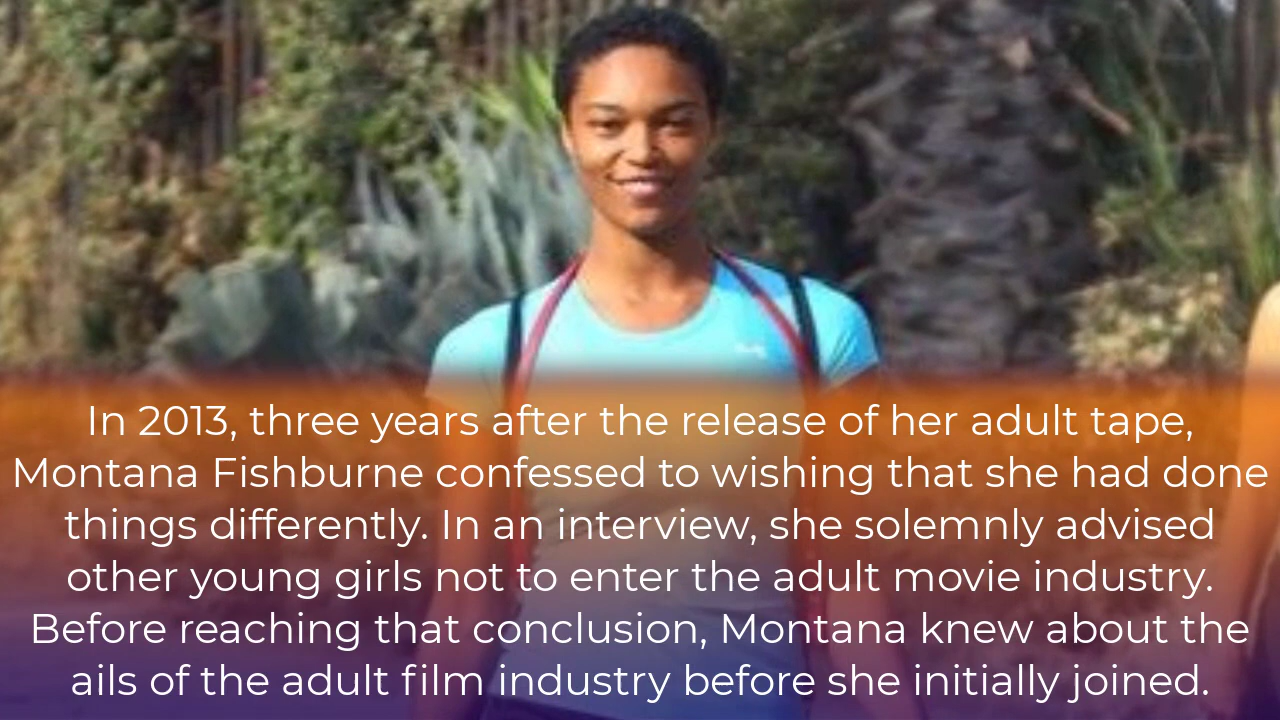 In 2013, three years after the release of her adult tape,
Montana Fishburne confessed to wishing that she had done
things differently. In an interview, she solemnly advised
other young girls not to enter the adult movie industry.
Before reaching that conclusion, Montana knew about the
ails of the adult film industry before she initially joined.